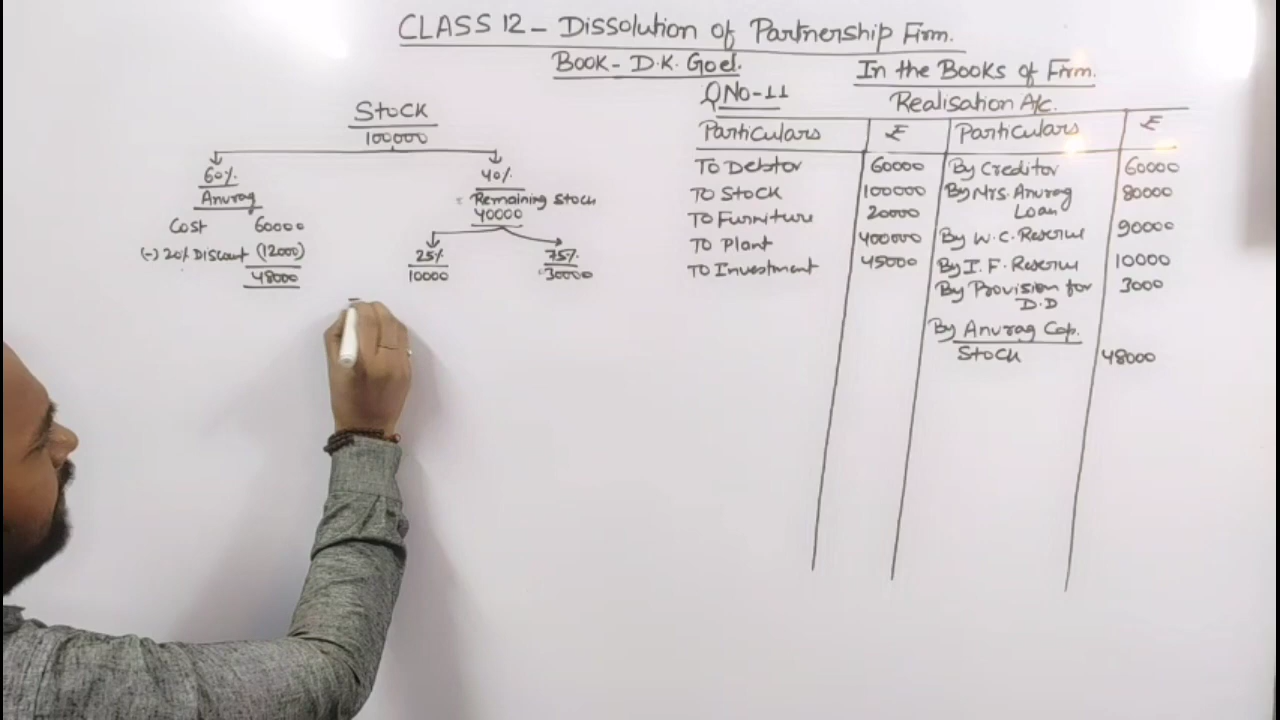 CLASS 12 - Dissolution of Partnership Firm.
Book - D.K. Goel.
STOCK
100000
60%
Anurag
Cost 60000
(-) 20% Discount (12000)
48000
40%
Remaining Stock
40000
25%
10000
75%
30000
QNo-11
In the Books of Firm.
Realisation A/c.
Particulars ₹ Particulars ₹
To Debtor 60000 By Creditor 60000
To Stock 100000 By Mrs. Anurag 80000
Loan
To Furniture 20000
To Plant 400000 By W.C. Reserve 90000
To Investment 45000 By I.F. Reserve 10000
By Provision for 3000
D.D
By Anurag Cap.
Stock 48000